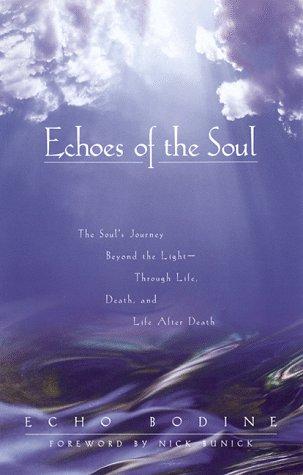 Echoes of the Soul
The Soul's Journey
Beyond the Light—
Through Life,
Death, and
Life After Death
ECHO BODINE
FOREWORD BY NICK BUNICK